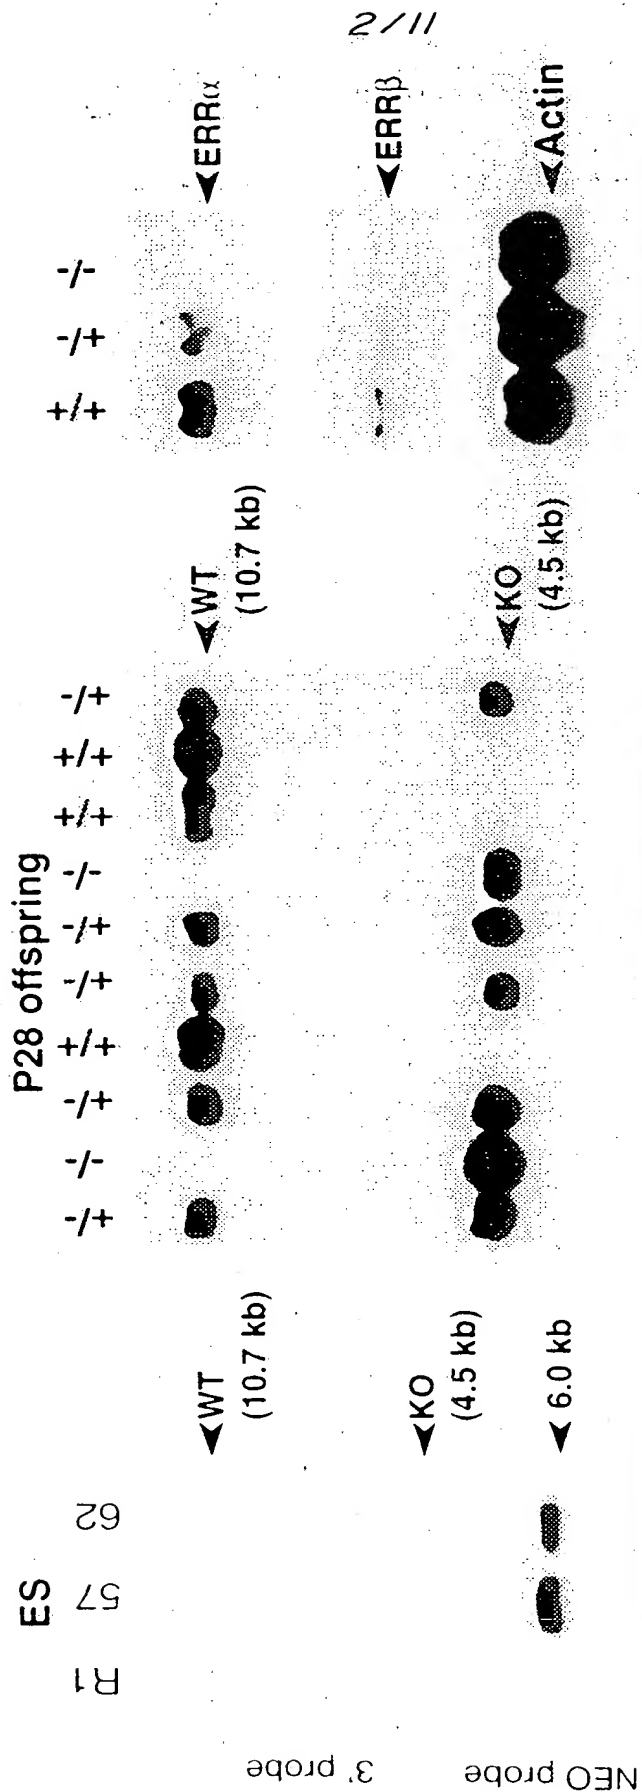 ES
R1
57
62
3' probe
NEO probe
WT
(10.7 kb)
KO
(4.5 kb)
6.0 kb
P28 offspring
-/+ -/- -/+ +/+ -/+ -/+ -/- +/+ +/+ -/+
WT
(10.7 kb)
KO
(4.5 kb)
+/+ -/+ -/-
ERRα
ERRβ
Actin
2/11